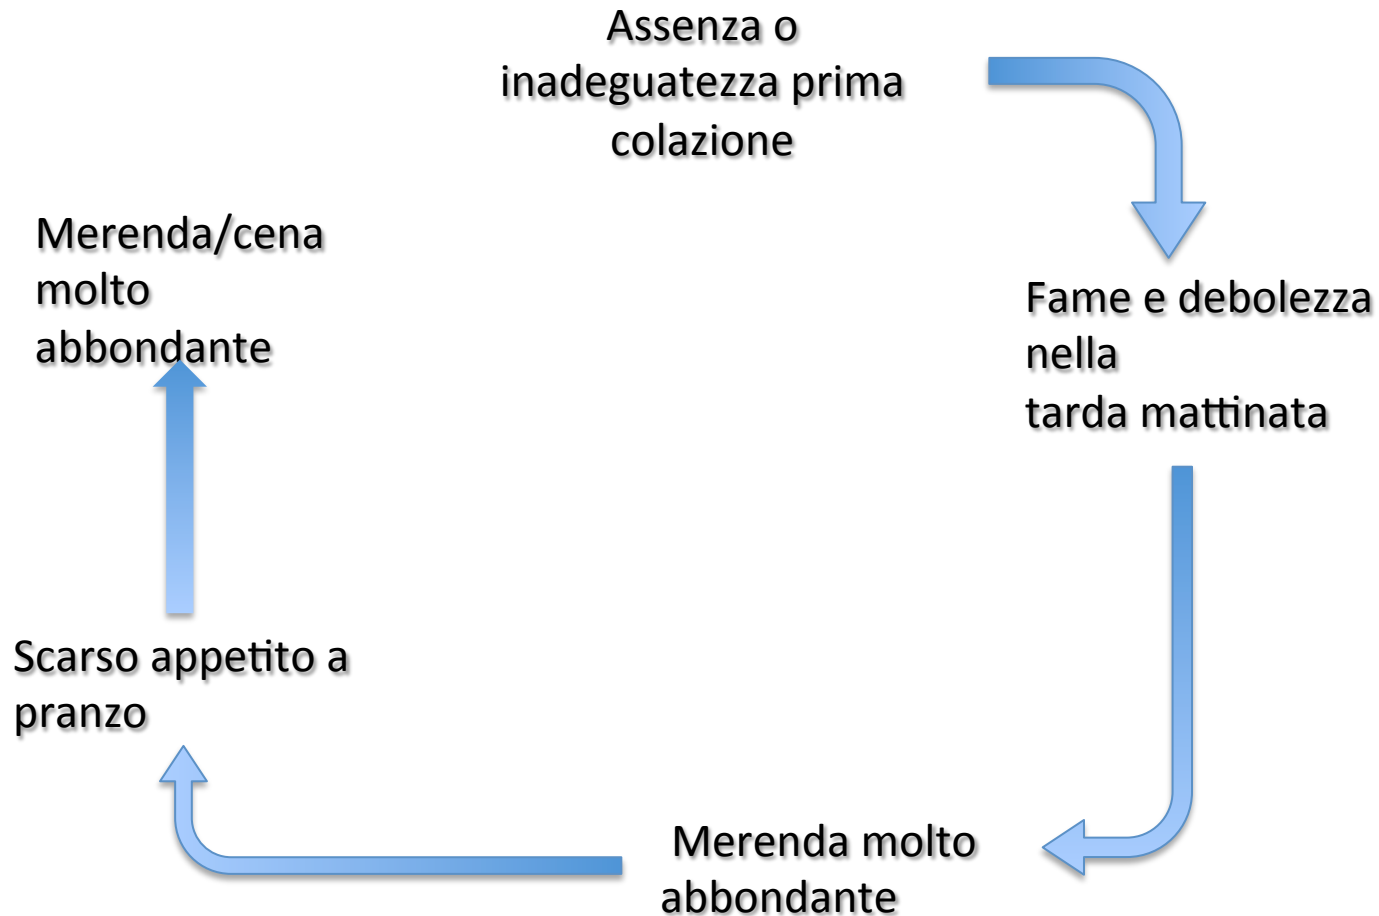 Assenza o
inadeguatezza prima
colazione
Fame e debolezza
nella
tarda mattinata
Merenda molto
abbondante
Scarso appetito a
pranzo
Merenda/cena
molto
abbondante